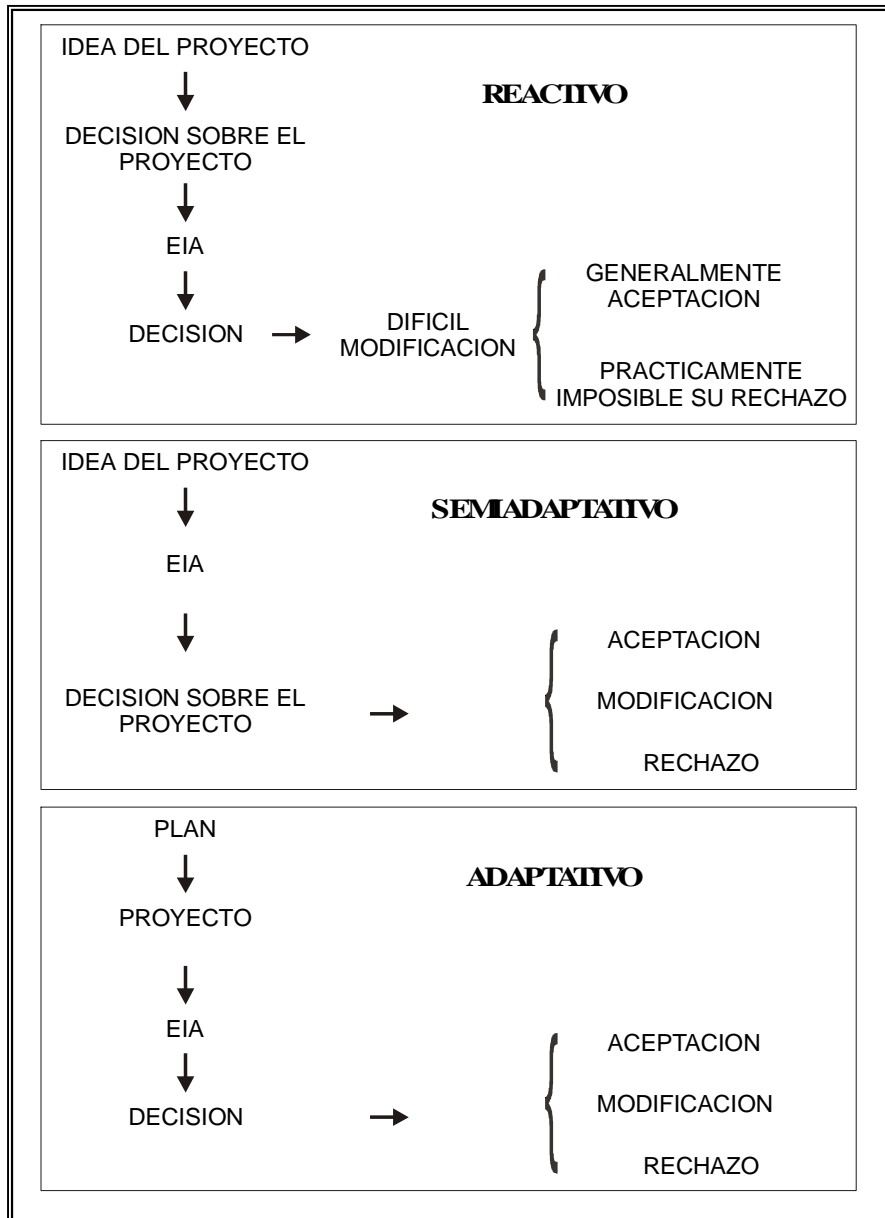 IDEA DEL PROYECTO
REACTIVO
DECISION SOBRE EL
PROYECTO
EIA
DECISION
DIFICIL
MODIFICACION
GENERALMENTE
ACEPTACION
PRACTICAMENTE
IMPOSIBLE SU RECHAZO
IDEA DEL PROYECTO
SEMIADAPTATIVO
EIA
DECISION SOBRE EL
PROYECTO
ACEPTACION
MODIFICACION
RECHAZO
PLAN
ADAPTATIVO
PROYECTO
EIA
DECISION
ACEPTACION
MODIFICACION
RECHAZO